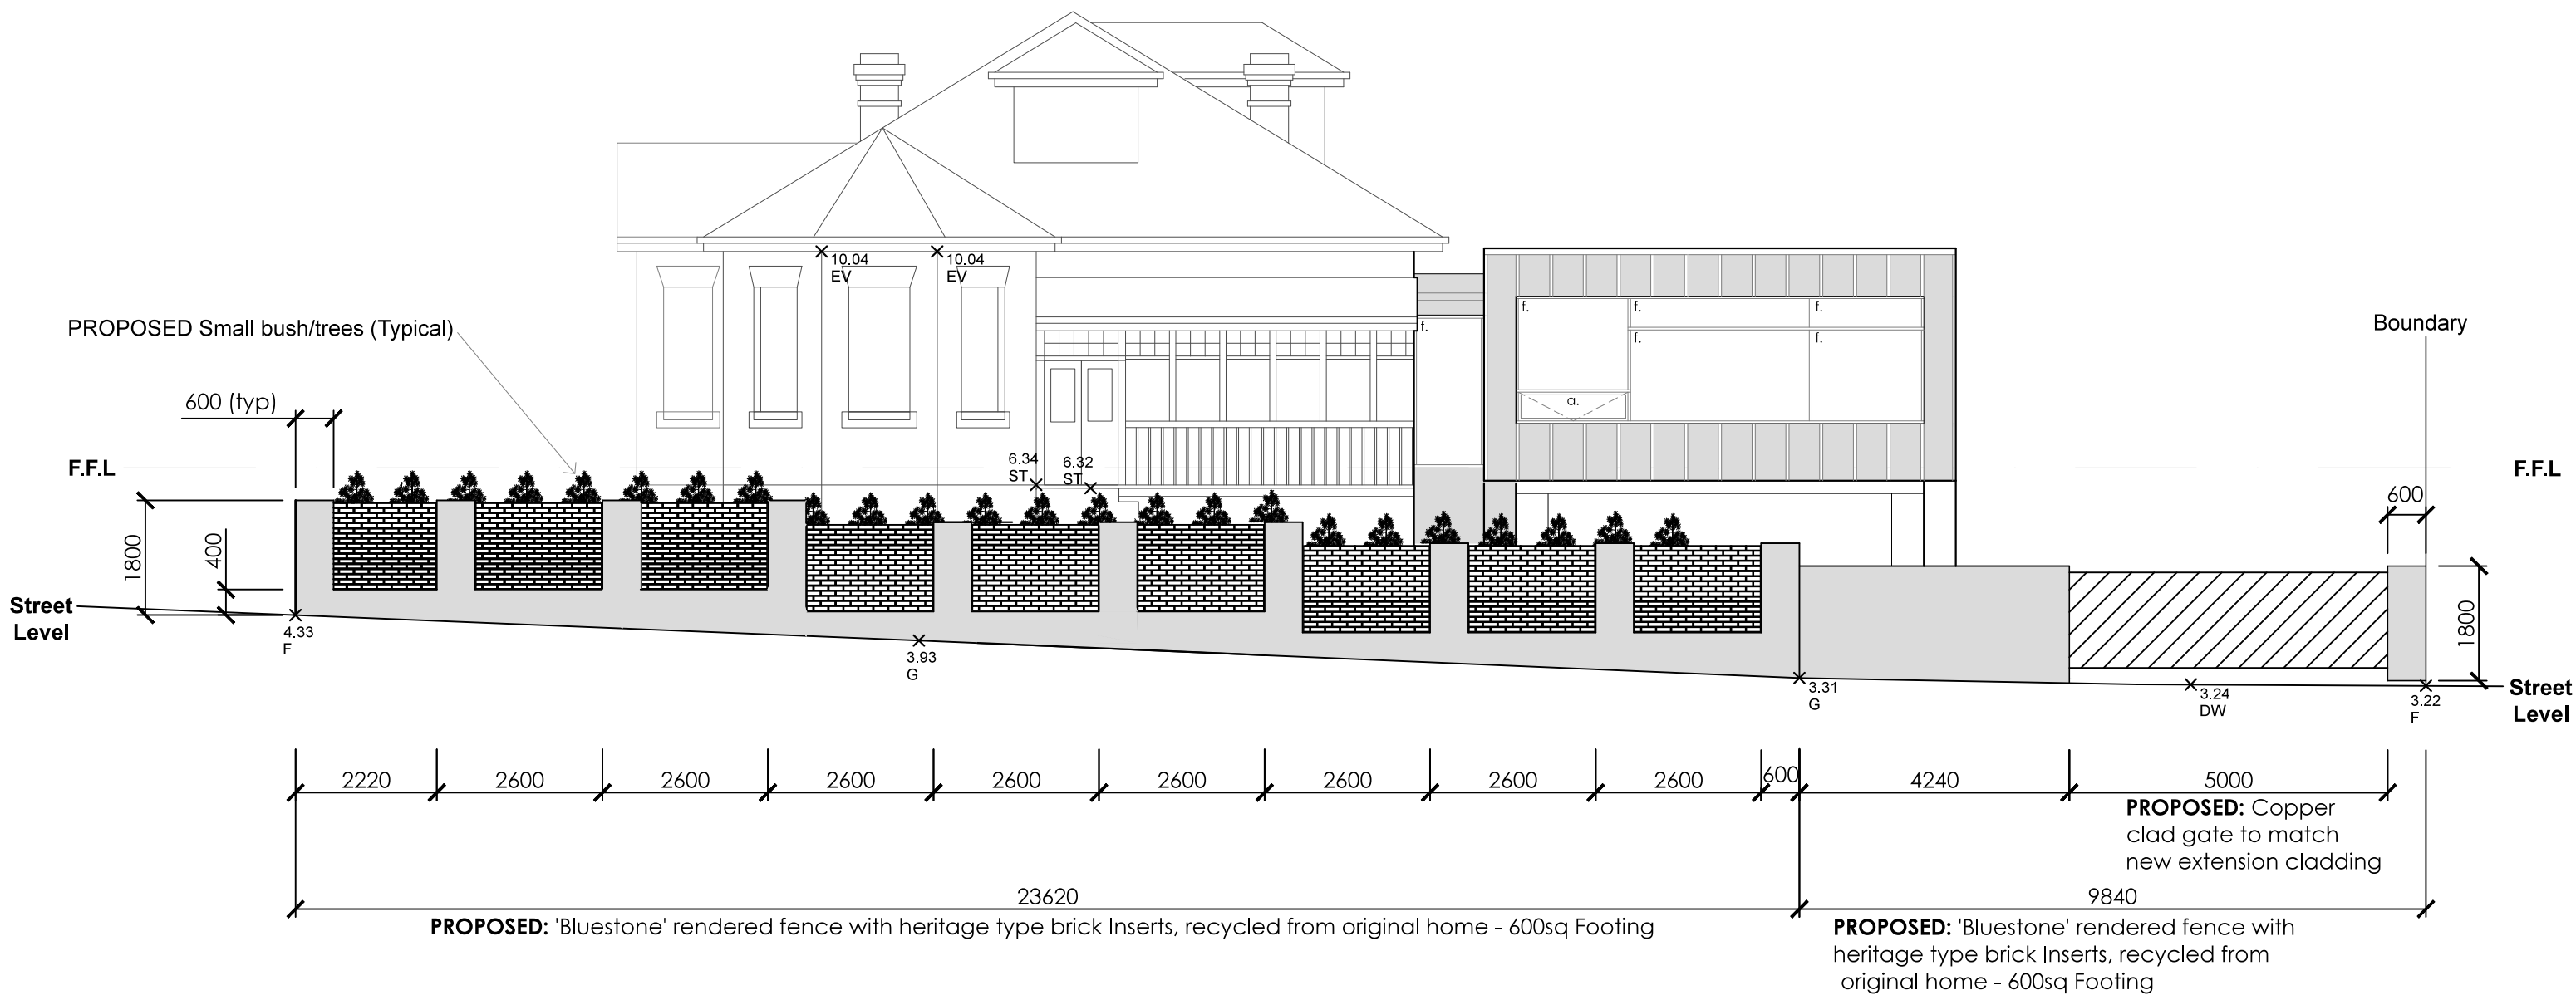 10.04
EV
10.04
EV
PROPOSED Small bush/trees (Typical)
f.
f.
f.
f.
f.
f.
a.
Boundary
600 (typ)
F.F.L
6.34
ST
6.32
ST
F.F.L
600
1800
400
1800
Street
Level
4.33
F
3.93
G
3.31
G
3.24
DW
3.22
F
Street
Level
2220
2600
2600
2600
2600
2600
2600
2600
2600
600
4240
5000
PROPOSED: Copper
clad gate to match
new extension cladding
23620
9840
PROPOSED: 'Bluestone' rendered fence with heritage type brick Inserts, recycled from original home - 600sq Footing
PROPOSED: 'Bluestone' rendered fence with
heritage type brick Inserts, recycled from
original home - 600sq Footing